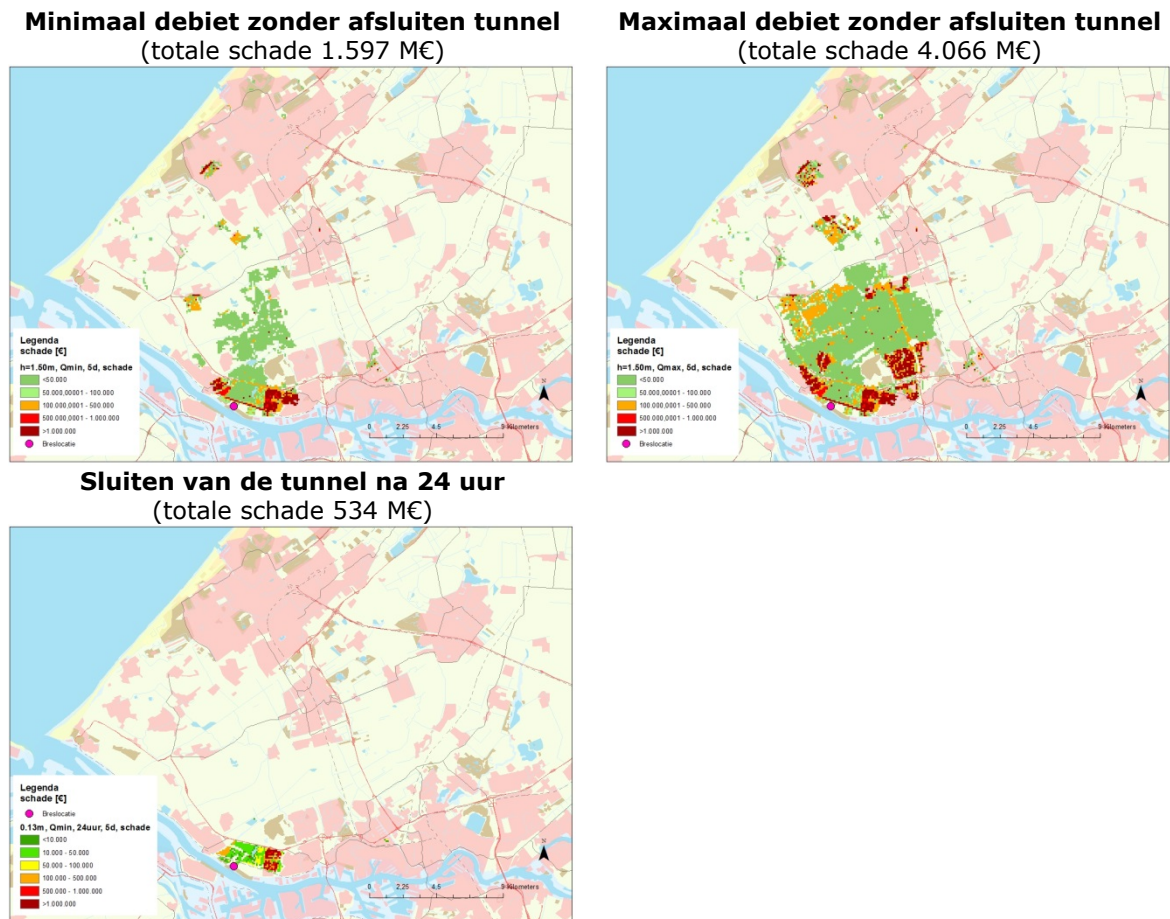 Minimaal debiet zonder afsluiten tunnel
(totale schade 1.597 M€)
Legenda
schade [€]
h=1.50m, Qmin, 5d, schade
<50.000
50.000,00001 - 100.000
100.000,0001 - 500.000
500.000,0001 - 1.000.000
>1.000.000
Breslocatie
0 2.25 4.5 9 Kilometers
Maximaal debiet zonder afsluiten tunnel
(totale schade 4.066 M€)
Legenda
schade [€]
h=1.50m, Qmax, 5d, schade
<50.000
50.000,00001 - 100.000
100.000,0001 - 500.000
500.000,0001 - 1.000.000
>1.000.000
Breslocatie
0 2.25 4.5 9 Kilometers
Sluiten van de tunnel na 24 uur
(totale schade 534 M€)
Legenda
schade [€]
Breslocatie
0.13m, Qmin, 24uur, 5d, schade
<10.000
10.000 - 50.000
50.000 - 100.000
100.000 - 500.000
500.000 - 1.000.000
>1.000.000
0 2.25 4.5 9 Kilometers